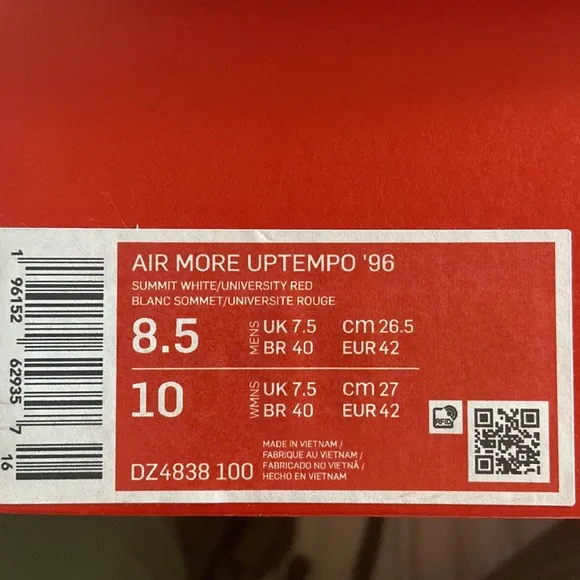 AIR MORE UPTEMPO '96
SUMMIT WHITE/UNIVERSITY RED
BLANC SOMMET/UNIVERSITE ROUGE
8.5 MENS UK 7.5 cm 26.5
BR 40 EUR 42
10 WMNS UK 7.5 cm 27
BR 40 EUR 42
RFID
DZ4838 100
MADE IN VIETNAM /
FABRIQUE AU VIETNAM /
FABRICADO NO VIETNÃ /
HECHO EN VIETNAM
1 96152 62935 7 16